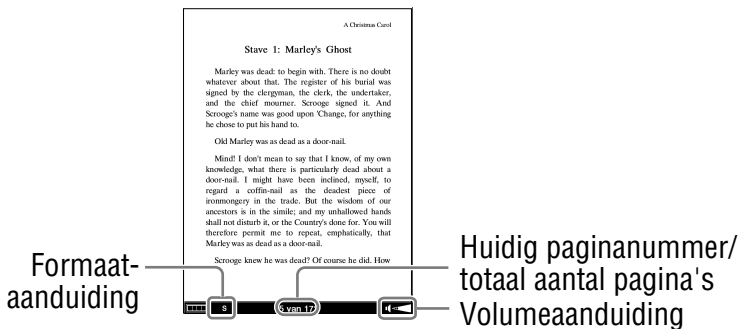 A Christmas Carol
Stave 1: Marley's Ghost
Marley was dead: to begin with. There is no doubt
whatever about that. The register of his burial was
signed by the clergyman, the clerk, the undertaker,
and the chief mourner. Scrooge signed it. And
Scrooge's name was good upon 'Change, for anything
he chose to put his hand to.
Old Marley was as dead as a door-nail.
Mind! I don't mean to say that I know, of my own
knowledge, what there is particularly dead about a
door-nail. I might have been inclined, myself, to
regard a coffin-nail as the deadest piece of
ironmongery in the trade. But the wisdom of our
ancestors is in the simile; and my unhallowed hands
shall not disturb it, or the Country's done for. You will
therefore permit me to repeat, emphatically, that
Marley was as dead as a door-nail.
Scrooge knew he was dead? Of course he did. How
S
5 van 17
Formaat-
aanduiding
Huidig paginanummer/
totaal aantal pagina's
Volumeaanduiding